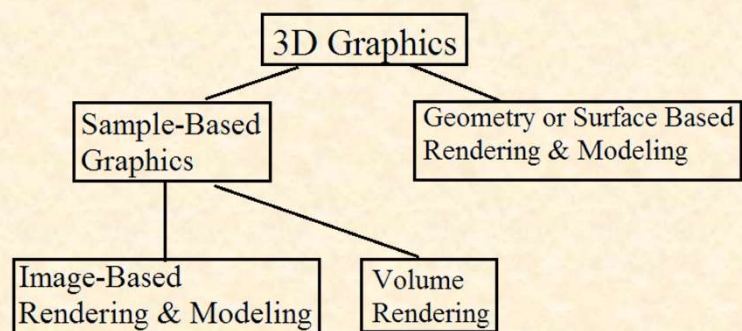 3D Graphics
Sample-Based
Graphics
Geometry or Surface Based
Rendering & Modeling
Image-Based
Rendering & Modeling
Volume
Rendering